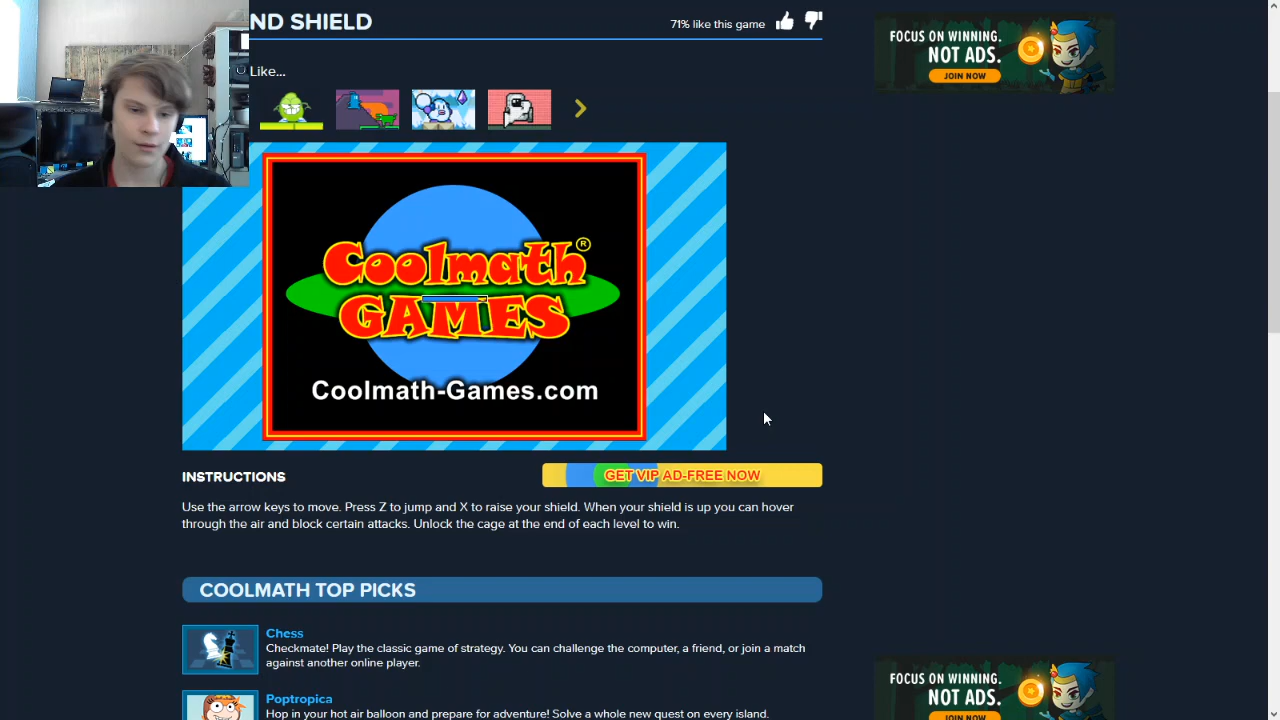 ND SHIELD
71% like this game
Like...
FOCUS ON WINNING.
NOT ADS.
JOIN NOW
Coolmath ®
GAMES
Coolmath-Games.com
INSTRUCTIONS
GET VIP AD-FREE NOW
Use the arrow keys to move. Press Z to jump and X to raise your shield. When your shield is up you can hover
through the air and block certain attacks. Unlock the cage at the end of each level to win.
COOLMATH TOP PICKS
Chess
Checkmate! Play the classic game of strategy. You can challenge the computer, a friend, or join a match
against another online player.
Poptropica
Hop in your hot air balloon and prepare for adventure! Solve a whole new quest on every island.
FOCUS ON WINNING.
NOT ADS.
JOIN NOW